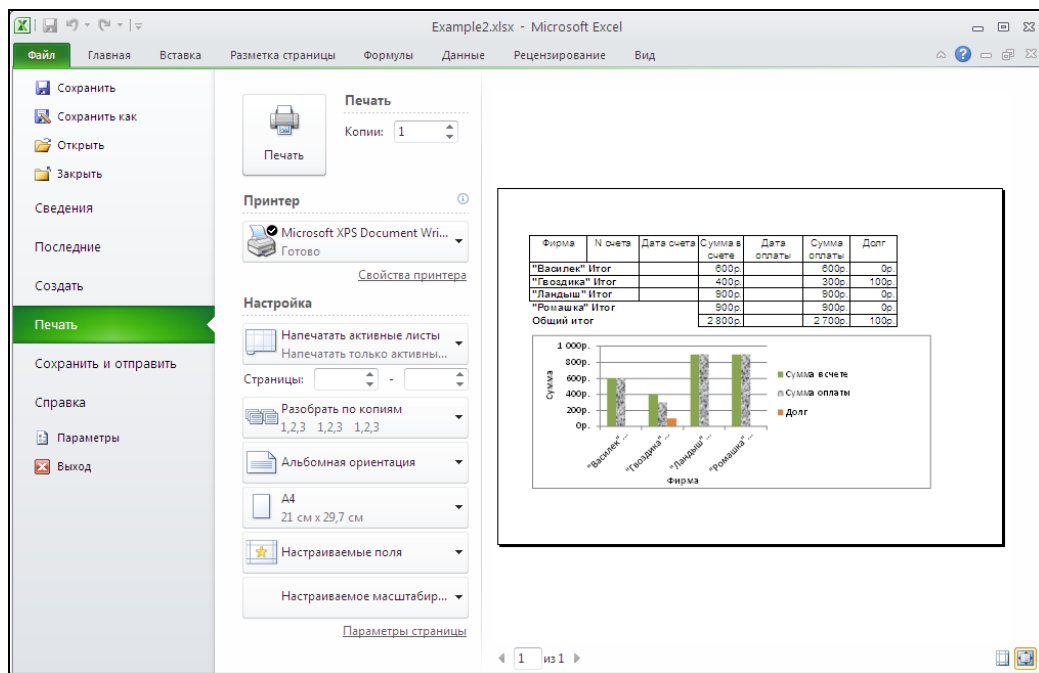 Example2.xlsx - Microsoft Excel
Файл Главная Вставка Разметка страницы Формулы Данные Рецензирование Вид
Сохранить
Сохранить как
Открыть
Закрыть
Сведения
Последние
Создать
Печать
Сохранить и отправить
Справка
Параметры
Выход
Печать
Печать
Копии: 1
Принтер
Microsoft XPS Document Wri...
Готово
Свойства принтера
Настройка
Напечатать активные листы
Напечатать только активны...
Страницы: -
Разобрать по копиям
1,2,3 1,2,3 1,2,3
Альбомная ориентация
A4
21 см x 29,7 см
Настраиваемые поля
Настраиваемое масштабир...
Параметры страницы
Фирма N счета Дата счета Сумма в счете Дата оплаты Сумма оплаты Долг
"Василек" Итог 600р. 600р. 0р.
"Гвоздика" Итог 400р. 300р. 100р.
"Ландыш" Итог 900р. 900р. 0р.
"Ромашка" Итог 900р. 900р. 0р.
Общий итог 2 800р. 2 700р. 100р.
Сумма
1 000р.
800р.
600р.
400р.
200р.
0р.
"Василек" ...
"Гвоздика" ...
"Ландыш" ...
"Ромашка" ...
Фирма
Сумма в счете
Сумма оплаты
Долг
1 из 1